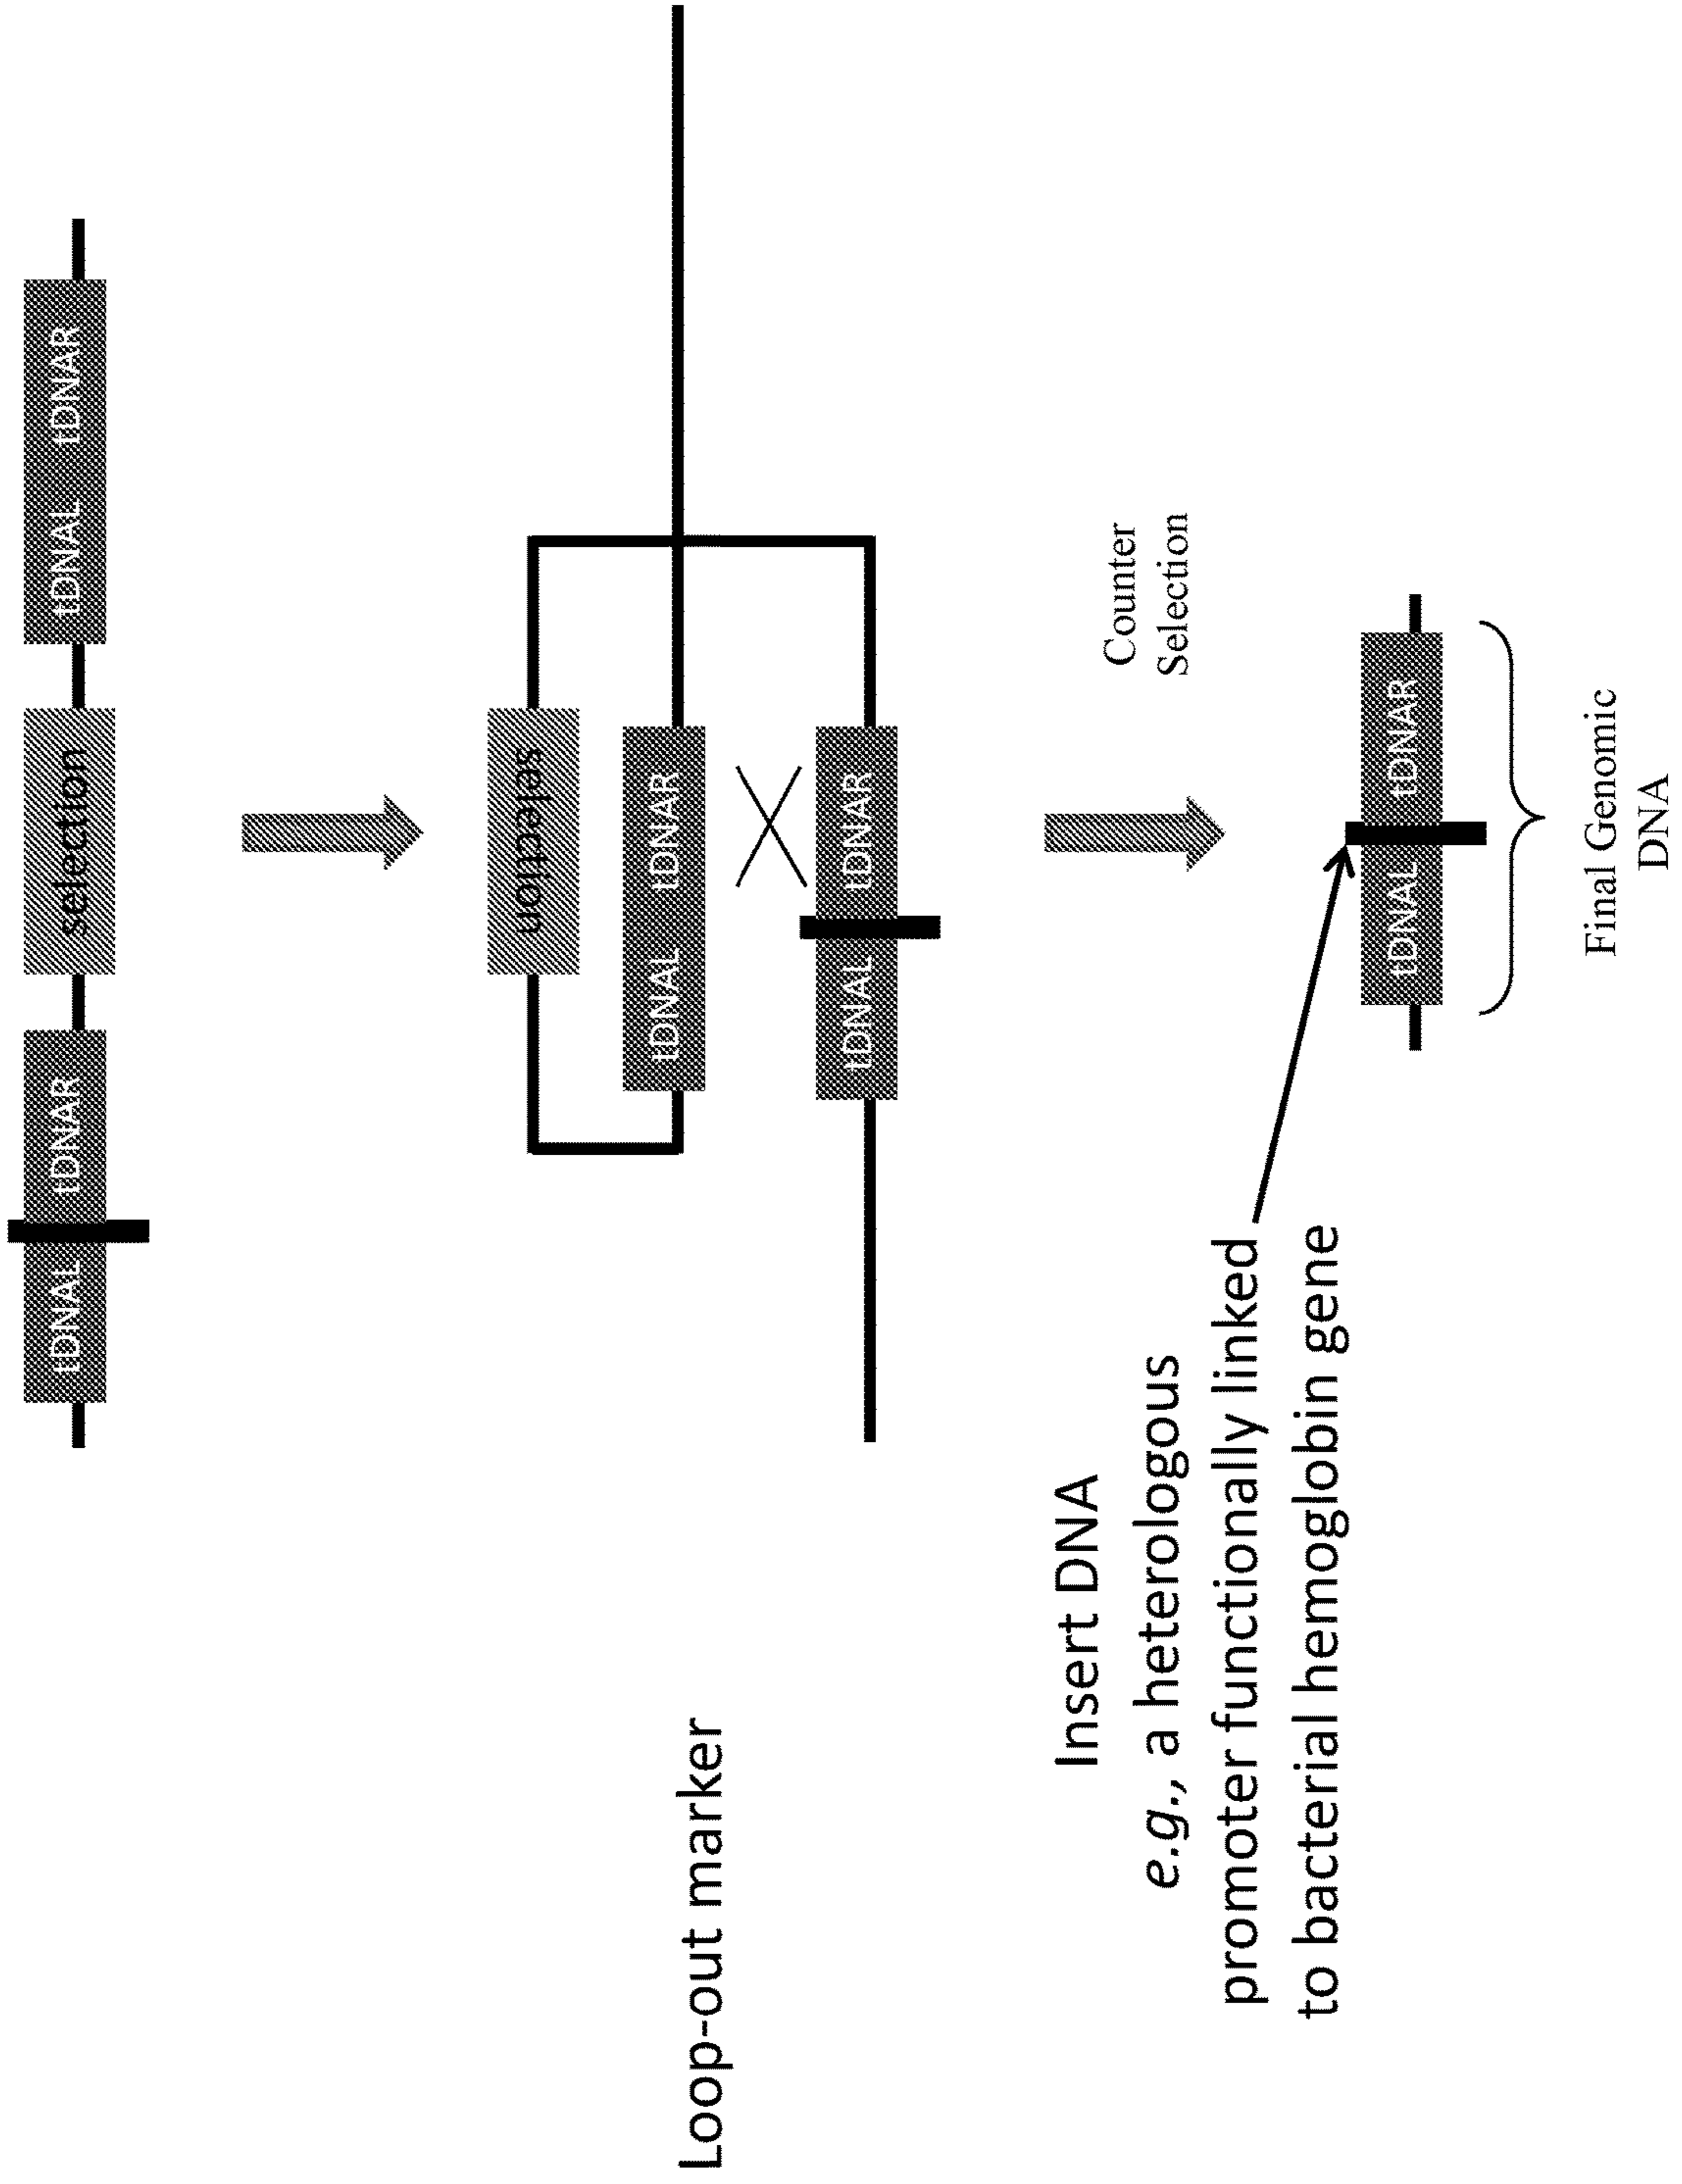 tDNAL tDNAR selection tDNAL tDNAR
Loop-out marker
selection
tDNAL tDNAR
tDNAL tDNAR
Counter
Selection
Insert DNA
e.g., a heterologous
promoter functionally linked
to bacterial hemoglobin gene
tDNAL tDNAR
Final Genomic
DNA